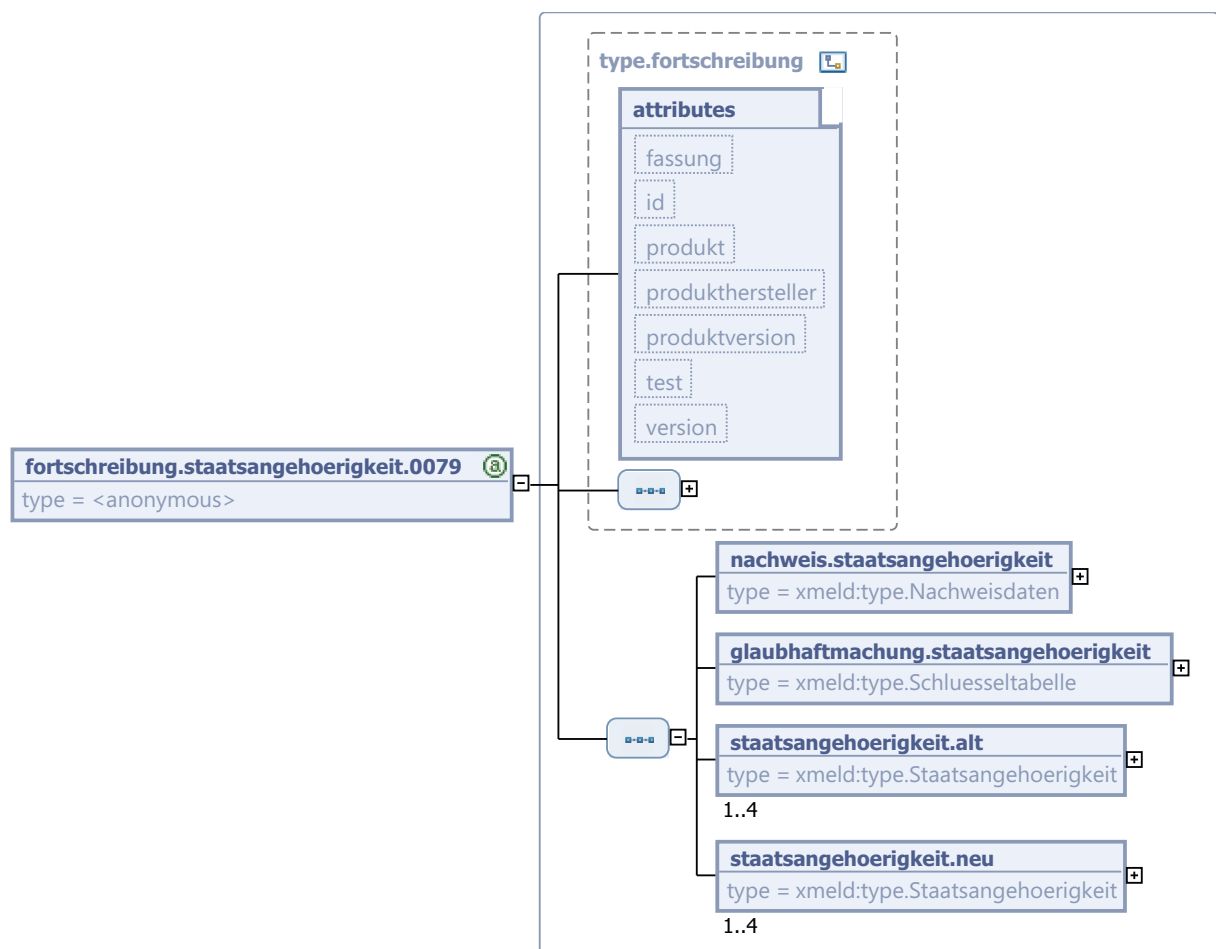 type.fortschreibung
attributes
fassung
id
produkt
produkthersteller
produktversion
test
version
fortschreibung.staatsangehoerigkeit.0079
type = <anonymous>
nachweis.staatsangehoerigkeit
type = xmeld:type.Nachweisdaten
glaubhaftmachung.staatsangehoerigkeit
type = xmeld:type.Schluesseltabelle
staatsangehoerigkeit.alt
type = xmeld:type.Staatsangehoerigkeit
1..4
staatsangehoerigkeit.neu
type = xmeld:type.Staatsangehoerigkeit
1..4